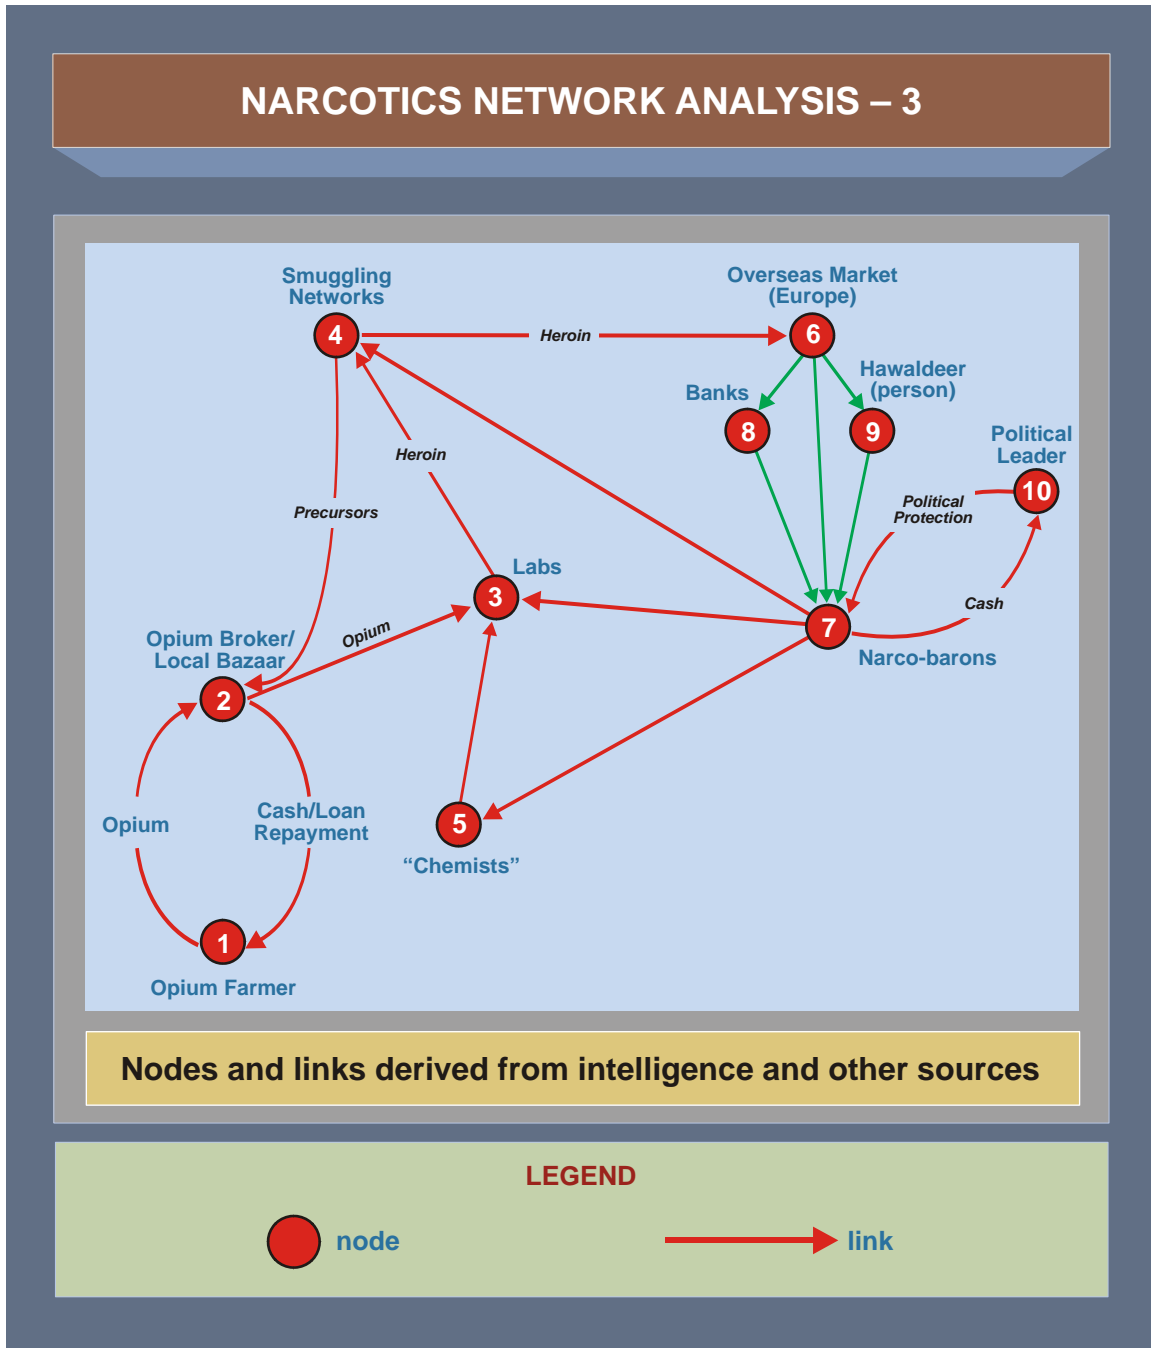 NARCOTICS NETWORK ANALYSIS – 3
Smuggling
Networks
4
Heroin
Overseas Market
(Europe)
6
Banks
8
Hawaldeer
(person)
9
Political
Leader
10
Political
Protection
Cash
Heroin
Precursors
Labs
3
7
Narco-barons
Opium Broker/
Local Bazaar
2
Opium
Opium
Cash/Loan
Repayment
5
“Chemists”
1
Opium Farmer
Nodes and links derived from intelligence and other sources
LEGEND
node
link